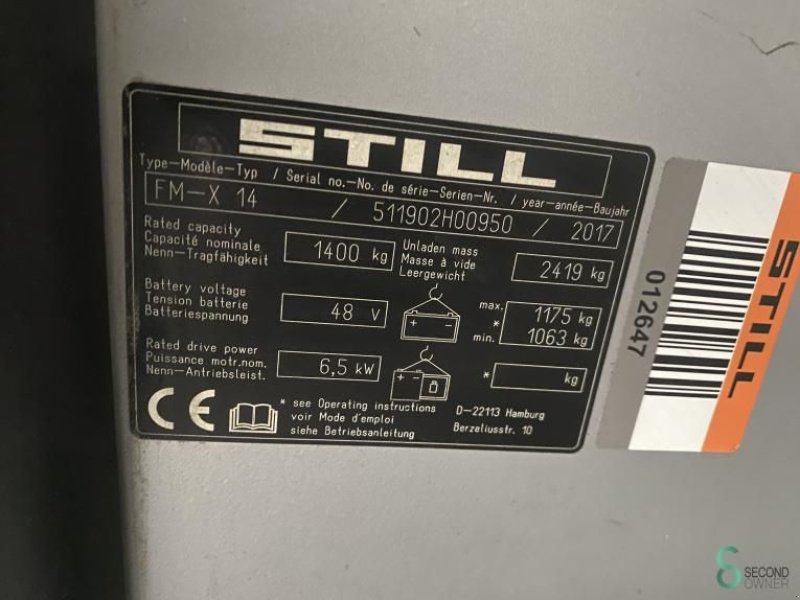 STILL
Type-Modèle-Typ / Serial no.-No. de série-Serien-Nr. / year-année-Baujahr
FM-X 14 / 511902H00950 / 2017
Rated capacity
Capacité nominale
Nenn-Tragfähigkeit
1400 kg
Unladen mass
Masse à vide
Leergewicht
2419 kg
Battery voltage
Tension batterie
Batteriespannung
48 V
max. 1175 kg
*
min. 1063 kg
Rated drive power
Puissance motr.nom.
Nenn-Antriebsleist.
6,5 kW
* kg
CE
* see Operating instructions
voir Mode d'emploi
siehe Betriebsanleitung
D-22113 Hamburg
Berzeliusstr. 10
012647
STILL
SECOND
OWNER